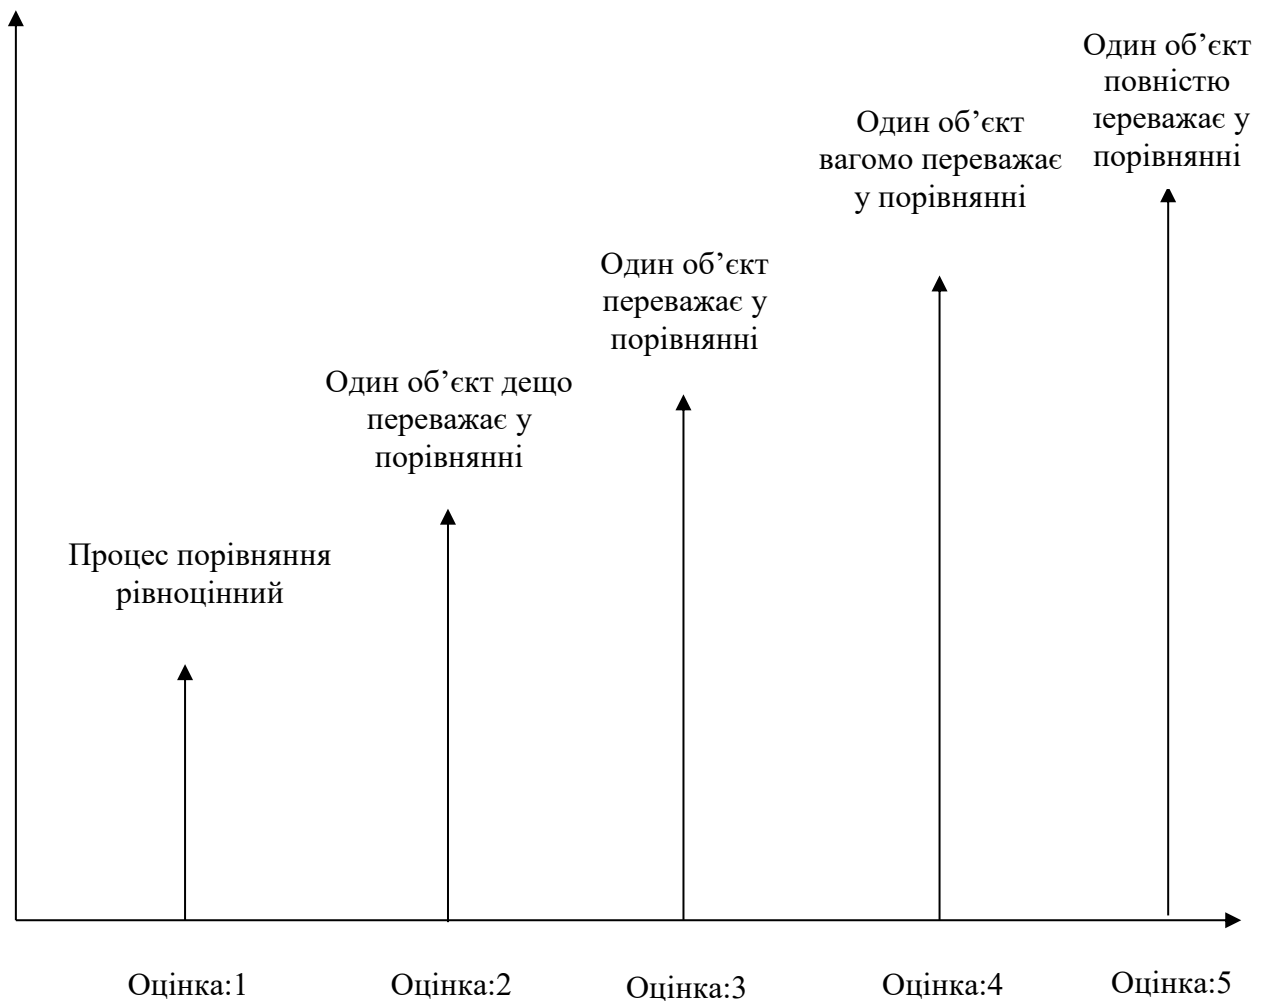 Один об’єкт
повністю
переважає у
порівнянні
Один об’єкт
вагомо переважає
у порівнянні
Один об’єкт
переважає у
порівнянні
Один об’єкт дещо
переважає у
порівнянні
Процес порівняння
рівноцінний
Оцінка:1
Оцінка:2
Оцінка:3
Оцінка:4
Оцінка:5